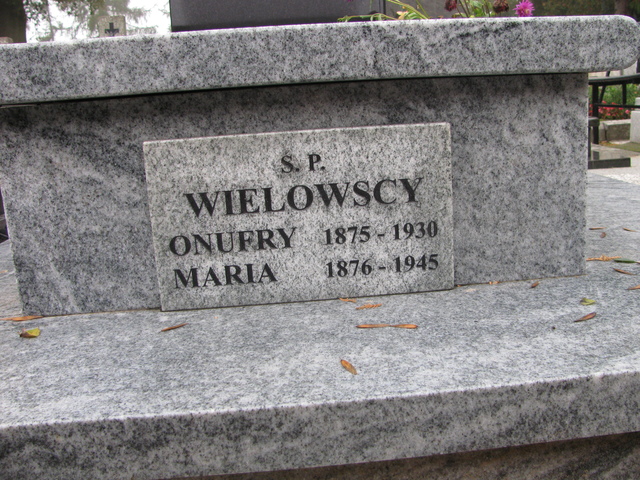 S. P.
WIELOWSCY
ONUFRY 1875 - 1930
MARIA 1876 - 1945